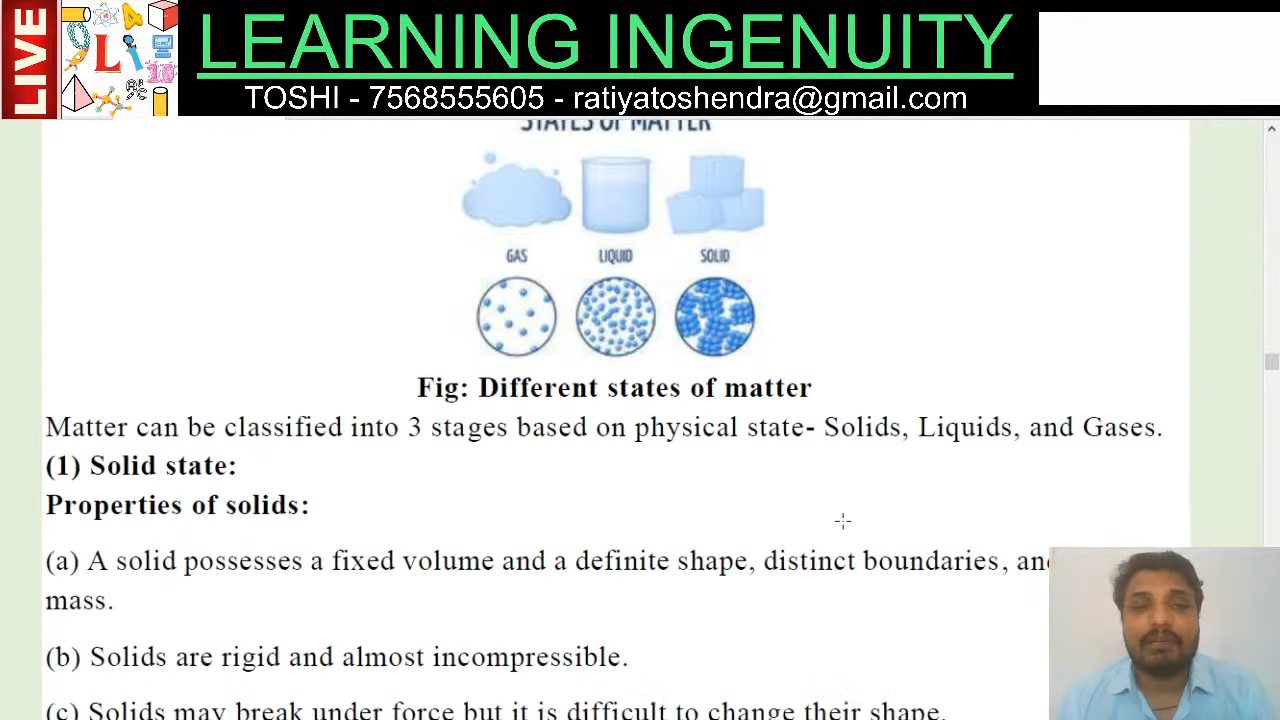 LIVE
LEARNING INGENUITY
TOSHI - 7568555605 - ratiyatoshendra@gmail.com
STATES OF MATTER
GAS LIQUID SOLID
Fig: Different states of matter
Matter can be classified into 3 stages based on physical state- Solids, Liquids, and Gases.
(1) Solid state:
Properties of solids:
(a) A solid possesses a fixed volume and a definite shape, distinct boundaries,
mass.
(b) Solids are rigid and almost incompressible.
(c) Solids may break under force but it is difficult to change their shape.